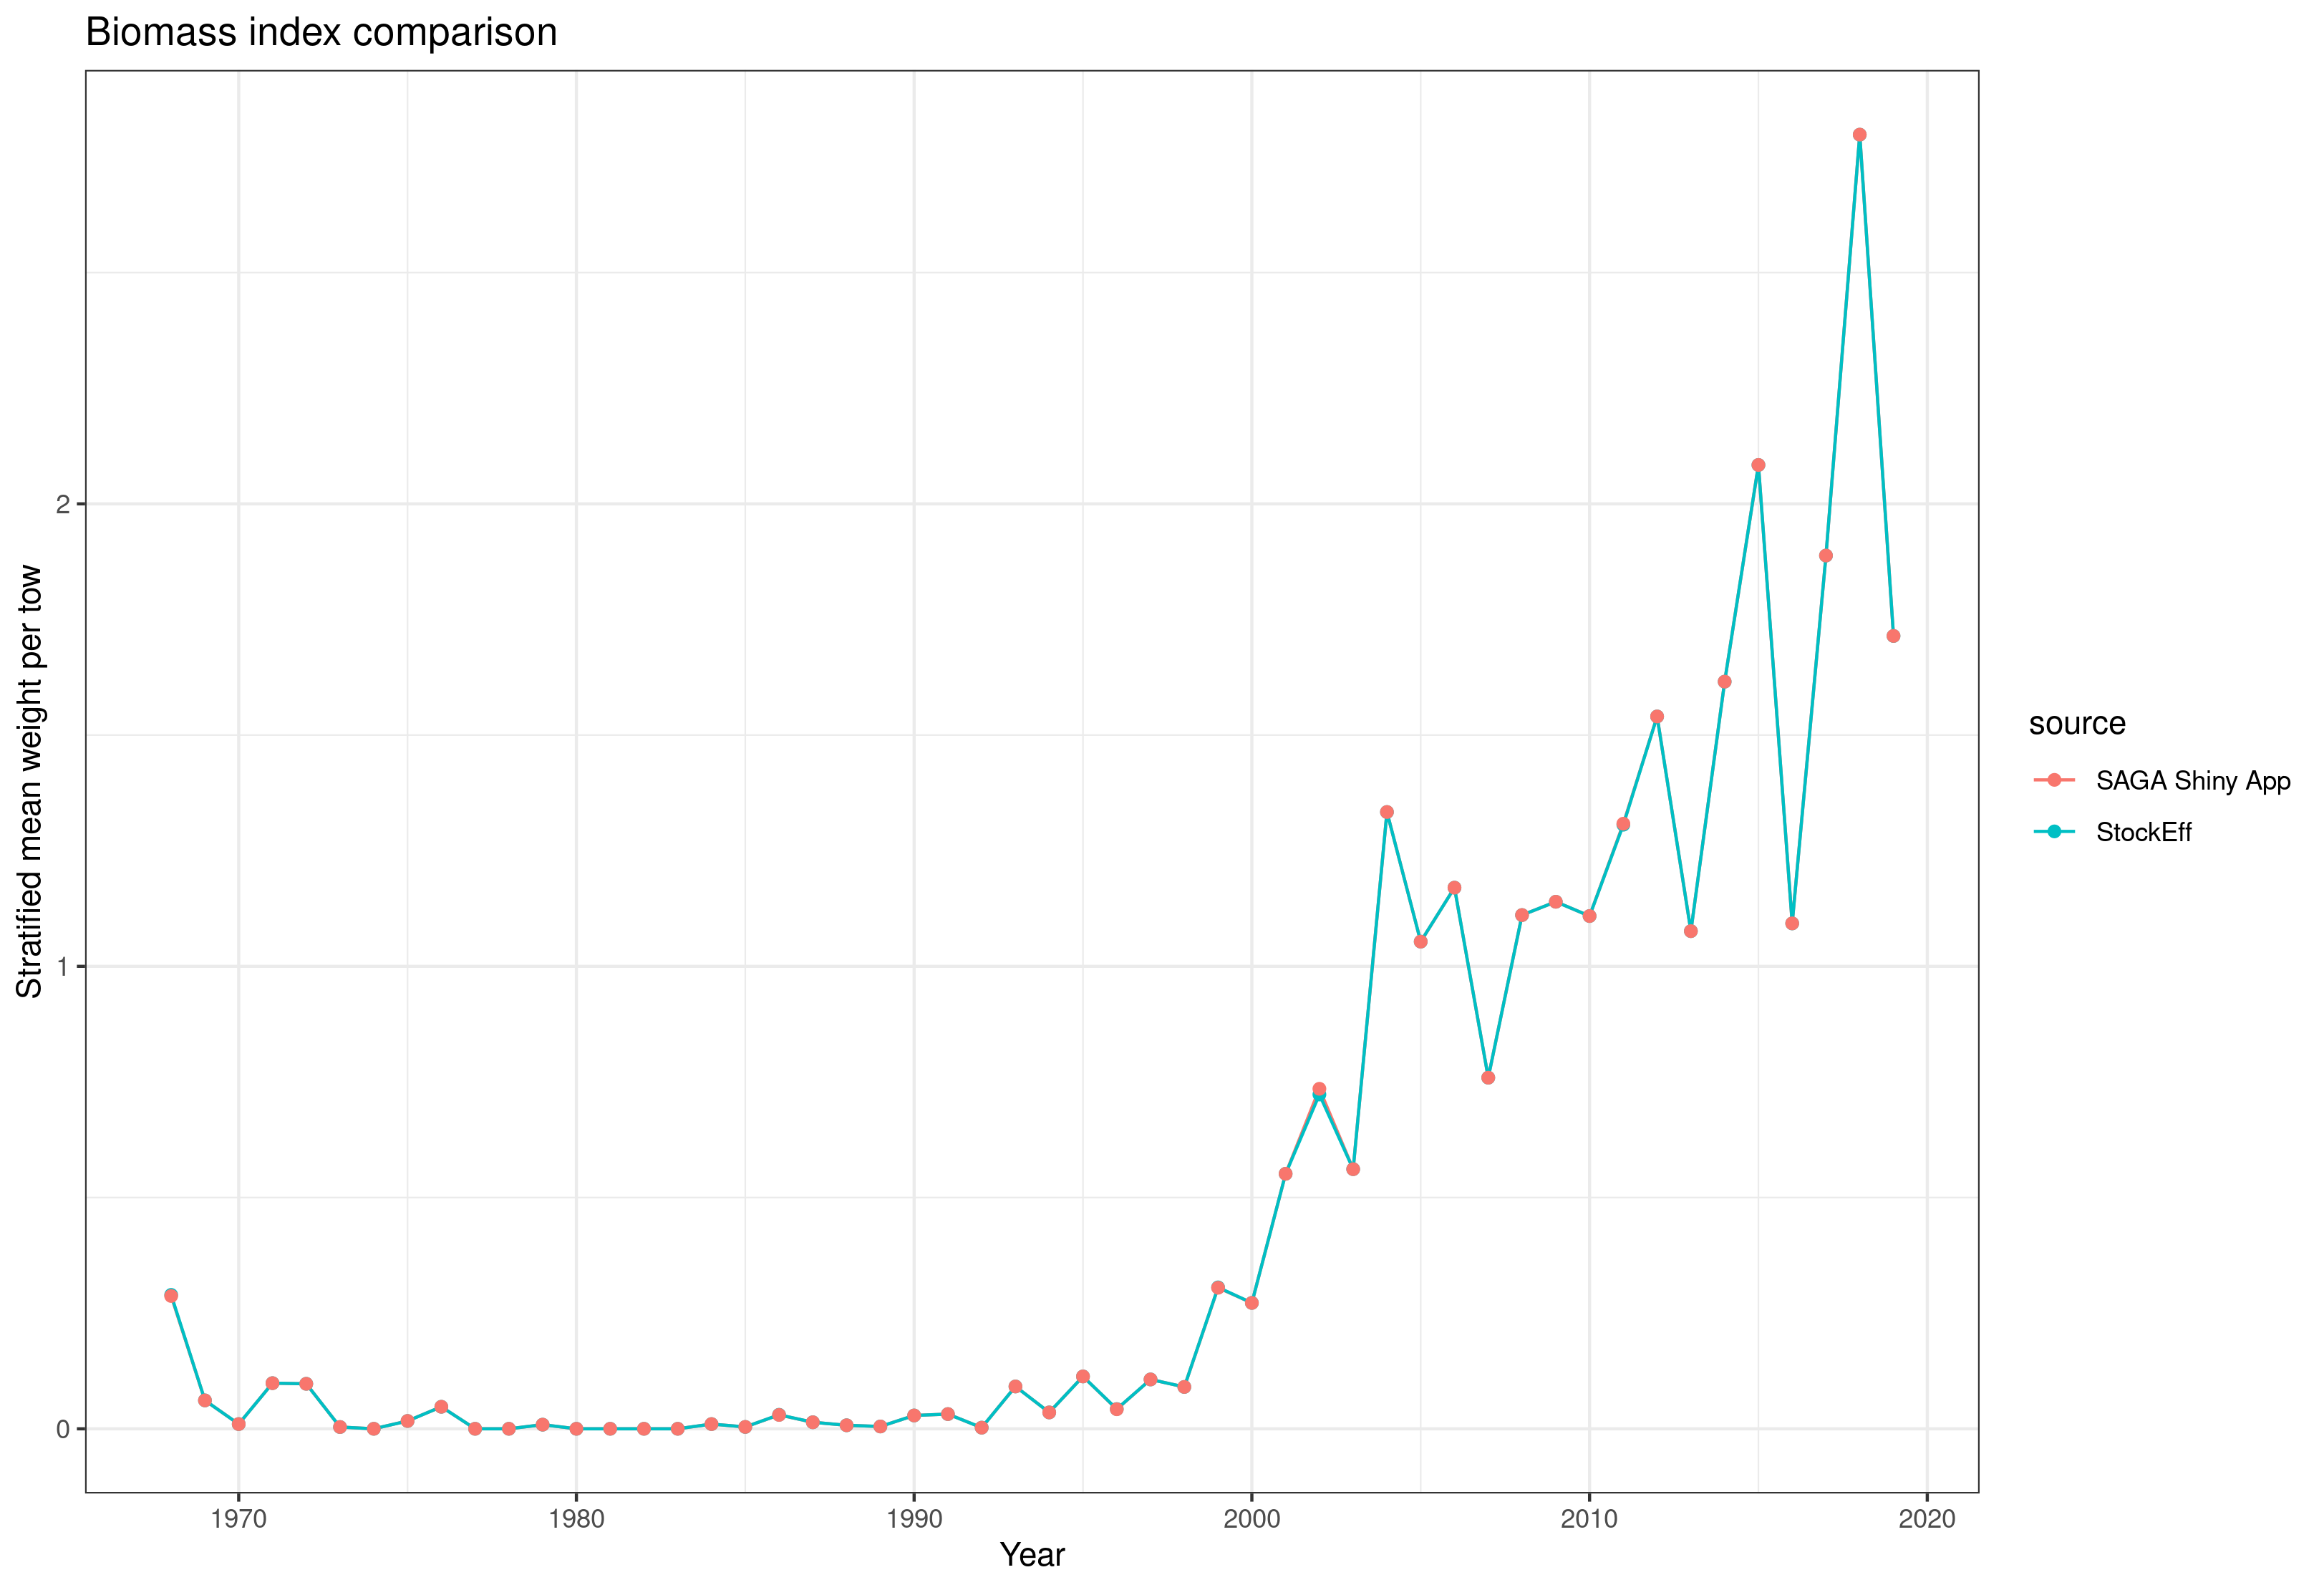 Biomass index comparison
Stratified mean weight per tow
2
1
0
1970
1980
1990
2000
2010
2020
Year
source
SAGA Shiny App
StockEff